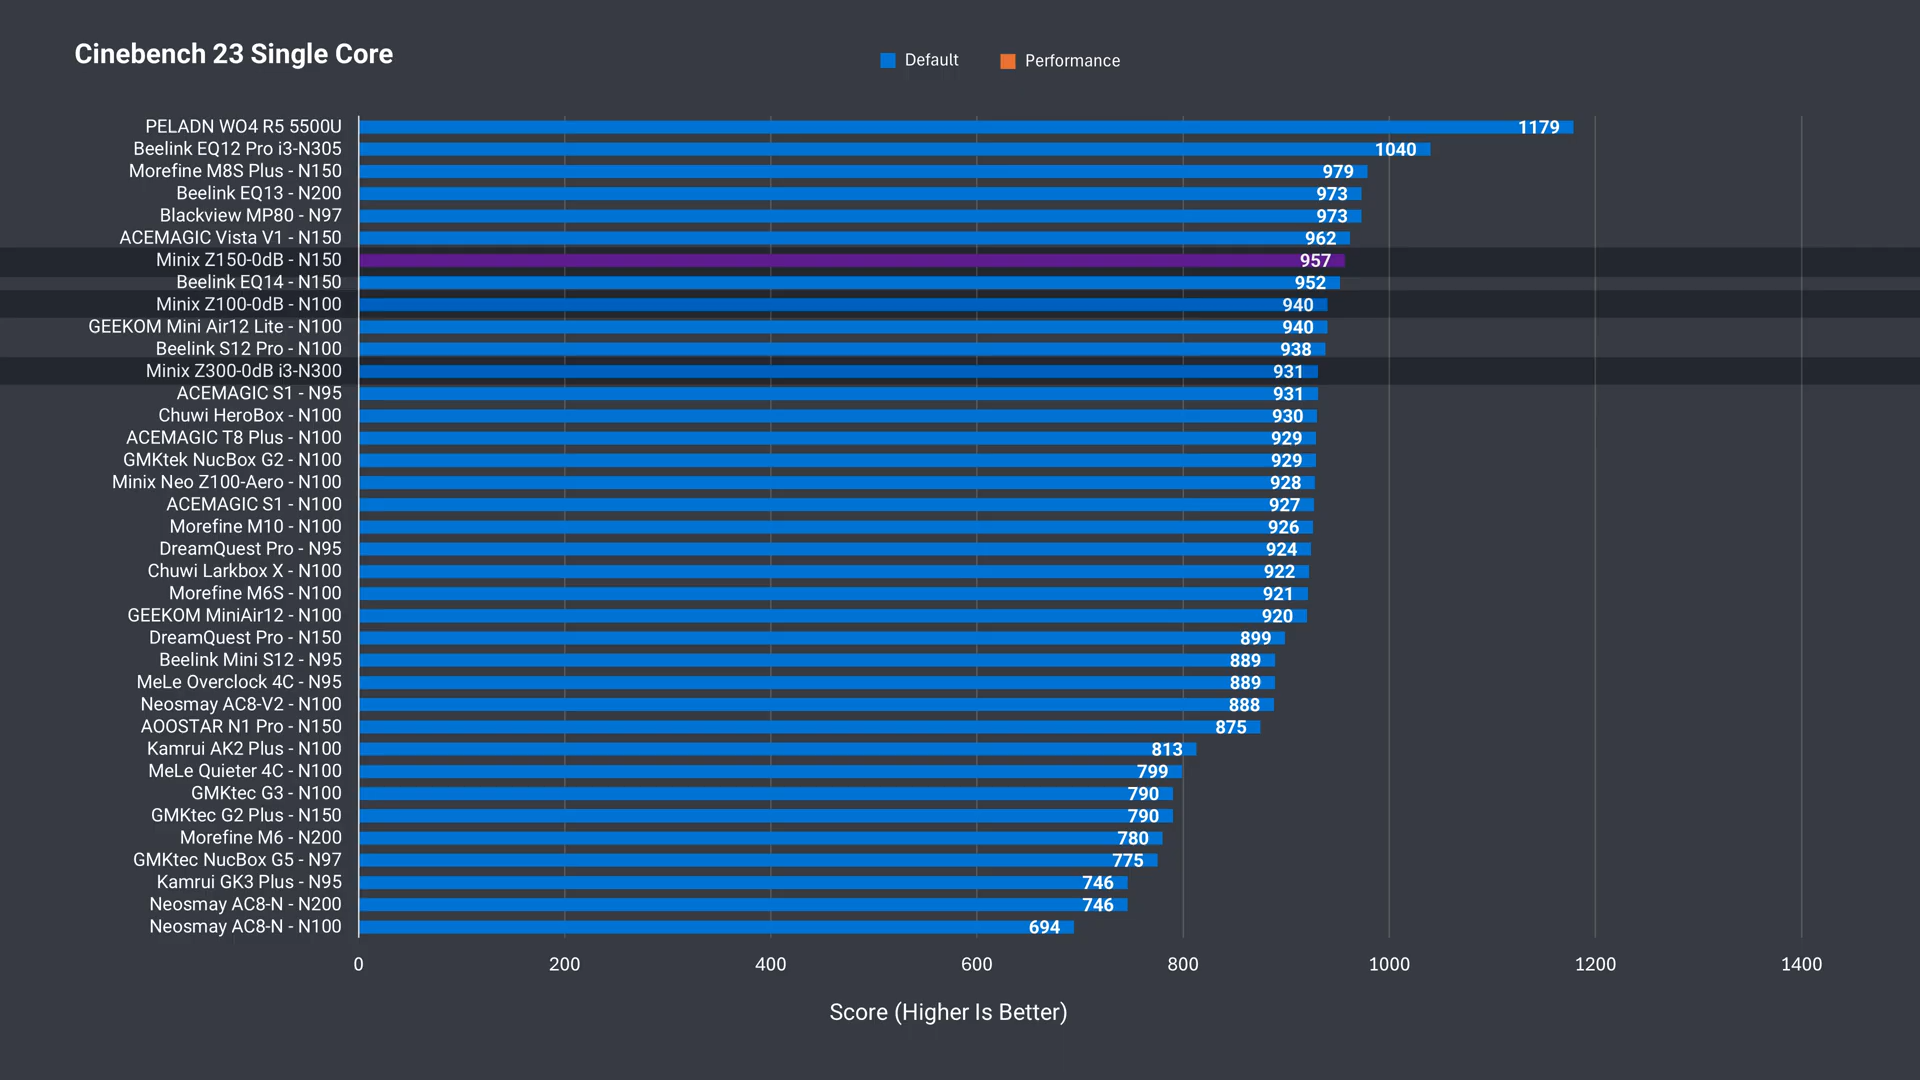 Cinebench 23 Single Core
Default
Performance
PELADN WO4 R5 5500U 1179
Beelink EQ12 Pro i3-N305 1040
Morefine M8S Plus - N150 979
Beelink EQ13 - N200 973
Blackview MP80 - N97 973
ACEMAGIC Vista V1 - N150 962
Minix Z150-0dB - N150 957
Beelink EQ14 - N150 952
Minix Z100-0dB - N100 940
GEEKOM Mini Air12 Lite - N100 940
Beelink S12 Pro - N100 938
Minix Z300-0dB i3-N300 931
ACEMAGIC S1 - N95 931
Chuwi HeroBox - N100 930
ACEMAGIC T8 Plus - N100 929
GMKtek NucBox G2 - N100 929
Minix Neo Z100-Aero - N100 928
ACEMAGIC S1 - N100 927
Morefine M10 - N100 926
DreamQuest Pro - N95 924
Chuwi Larkbox X - N100 922
Morefine M6S - N100 921
GEEKOM MiniAir12 - N100 920
DreamQuest Pro - N150 899
Beelink Mini S12 - N95 889
MeLe Overclock 4C - N95 889
Neosmay AC8-V2 - N100 888
AOOSTAR N1 Pro - N150 875
Kamrui AK2 Plus - N100 813
MeLe Quieter 4C - N100 799
GMKtec G3 - N100 790
GMKtec G2 Plus - N150 790
Morefine M6 - N200 780
GMKtec NucBox G5 - N97 775
Kamrui GK3 Plus - N95 746
Neosmay AC8-N - N200 746
Neosmay AC8-N - N100 694
0 200 400 600 800 1000 1200 1400
Score (Higher Is Better)